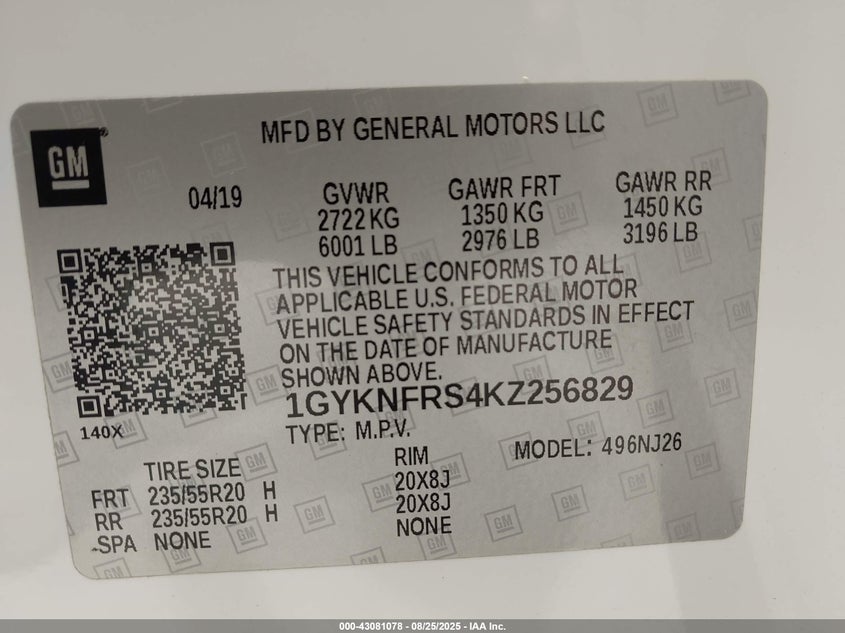 MFD BY GENERAL MOTORS LLC
GM®
04/19
GVWR GAWR FRT GAWR RR
2722 KG 1350 KG 1450 KG
6001 LB 2976 LB 3196 LB
THIS VEHICLE CONFORMS TO ALL
APPLICABLE U.S. FEDERAL MOTOR
VEHICLE SAFETY STANDARDS IN EFFECT
ON THE DATE OF MANUFACTURE
SHOWN ABOVE.
1GYKNFRS4KZ256829
140X
TYPE: M.P.V.
MODEL: 496NJ26
TIRE SIZE RIM
FRT 235/55R20 H 20X8J
RR 235/55R20 H 20X8J
SPA NONE NONE
000-43081078 - 08/25/2025 - IAA Inc.